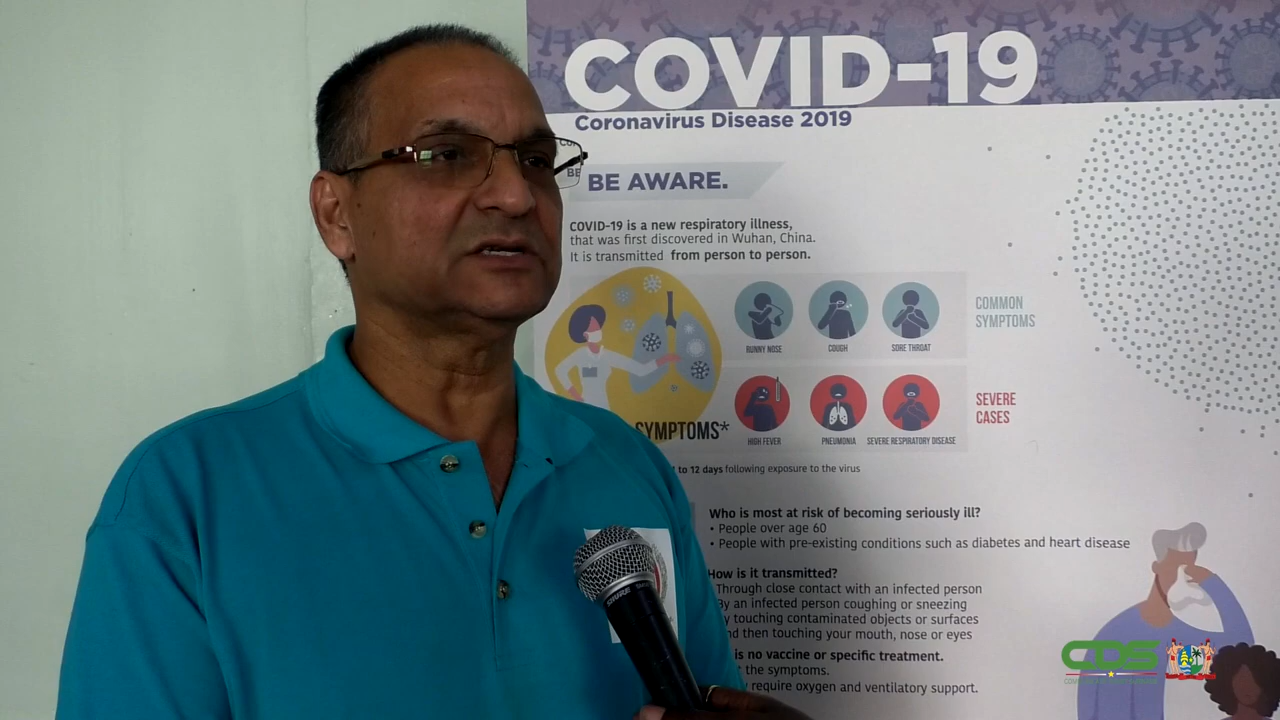 COVID-19
Coronavirus Disease 2019
BE
BE AWARE.
COVID-19 is a new respiratory illness,
that was first discovered in Wuhan, China.
It is transmitted from person to person.
COMMON
SYMPTOMS
RUNNY NOSE
COUGH
SORE THROAT
SEVERE
CASES
SYMPTOMS*
HIGH FEVER
PNEUMONIA
SEVERE RESPIRATORY DISEASE
to 12 days following exposure to the virus
Who is most at risk of becoming seriously ill?
• People over age 60
• People with pre-existing conditions such as diabetes and heart disease
How is it transmitted?
Through close contact with an infected person
By an infected person coughing or sneezing
touching contaminated objects or surfaces
then touching your mouth, nose or eyes
is no vaccine or specific treatment.
the symptoms.
require oxygen and ventilatory support.
SHURE
CDS